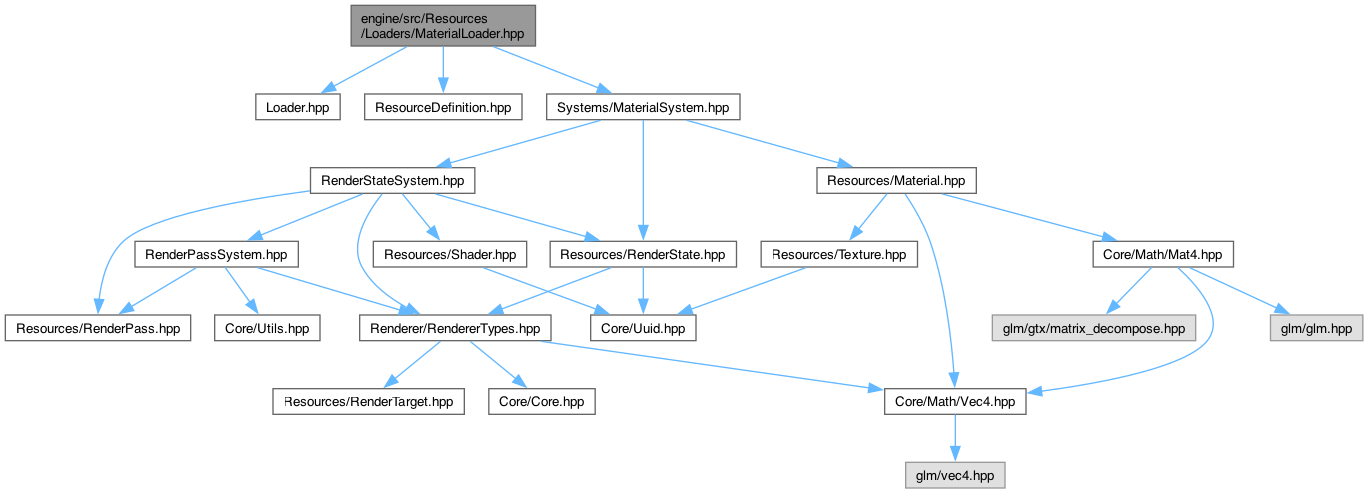 engine/src/Resources
/Loaders/MaterialLoader.hpp
Loader.hpp
ResourceDefinition.hpp
Systems/MaterialSystem.hpp
RenderStateSystem.hpp
Resources/Material.hpp
RenderPassSystem.hpp
Resources/Shader.hpp
Resources/RenderState.hpp
Resources/Texture.hpp
Core/Math/Mat4.hpp
Resources/RenderPass.hpp
Core/Utils.hpp
Renderer/RendererTypes.hpp
Core/Uuid.hpp
glm/gtx/matrix_decompose.hpp
glm/glm.hpp
Resources/RenderTarget.hpp
Core/Core.hpp
Core/Math/Vec4.hpp
glm/vec4.hpp